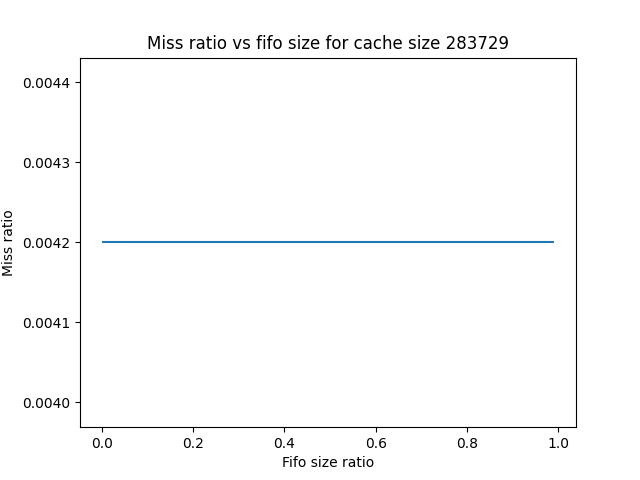 Miss ratio vs fifo size for cache size 283729
0.0044
0.0043
0.0042
0.0041
0.0040
Miss ratio
0.0 0.2 0.4 0.6 0.8 1.0
Fifo size ratio